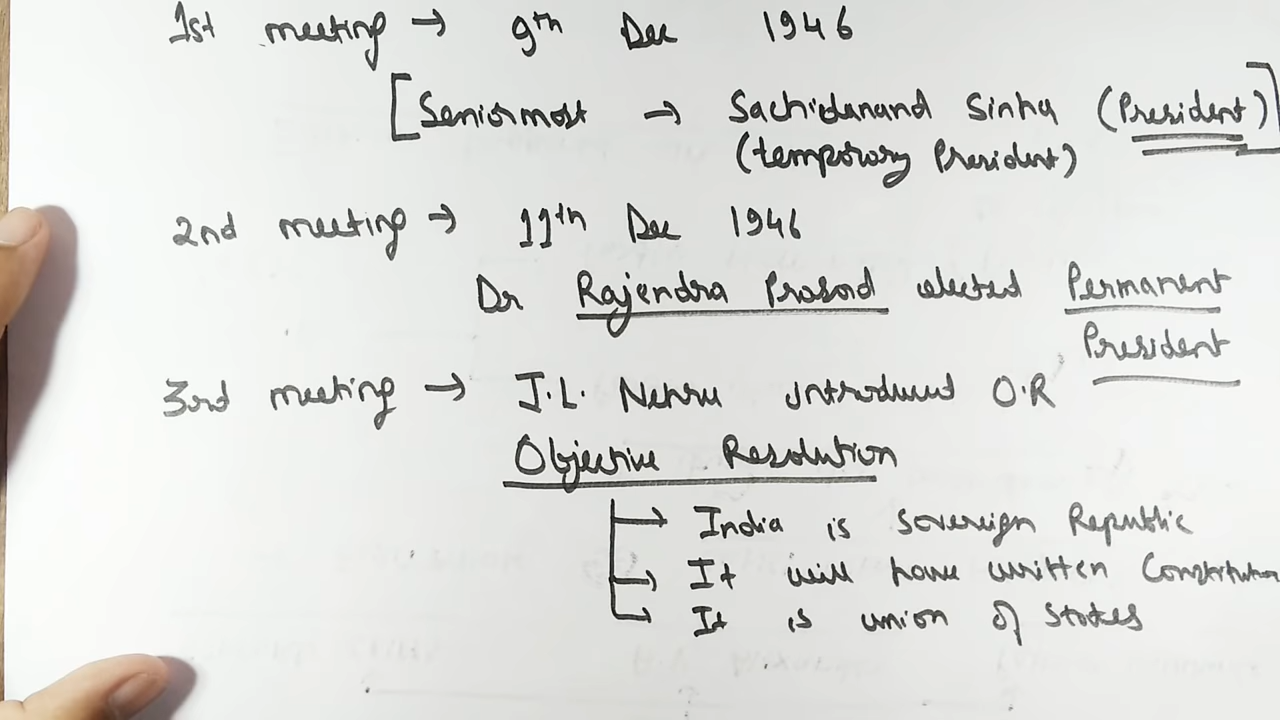 1st meeting → 9th Dec 1946
[Seniormost → Sachidanand Sinha (President)]
(temporary President)
2nd meeting → 11th Dec 1946
Dr Rajendra Prasad elected Permanent
President
3rd meeting → J.L. Nehru introduced O.R
Objective Resolution
→ India is sovereign Republic
→ It will have written Constitution
→ It is union of states